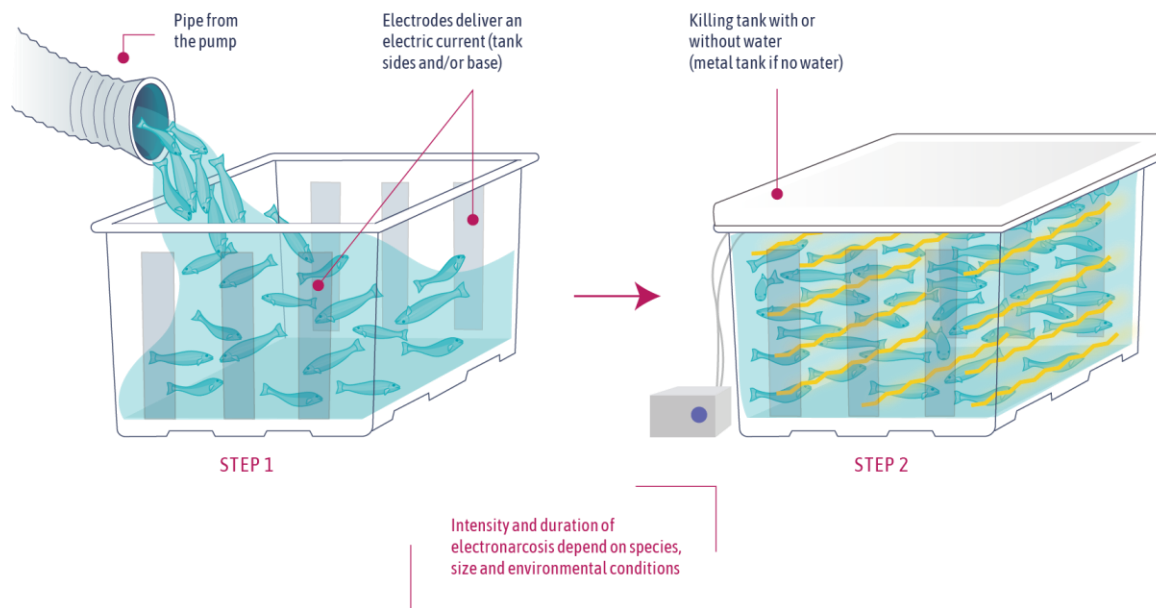 Pipe from
the pump
Electrodes deliver an
electric current (tank
sides and/or base)
Killing tank with or
without water
(metal tank if no water)
STEP 1
STEP 2
Intensity and duration of
electronarcosis depend on species,
size and environmental conditions